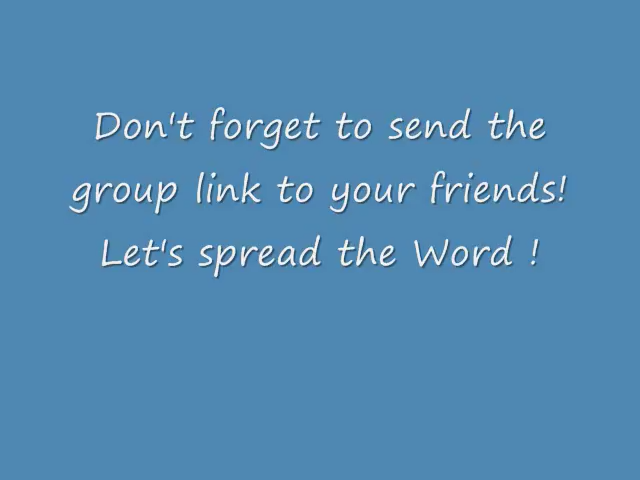 Don't forget to send the
group link to your friends!
Let's spread the Word !